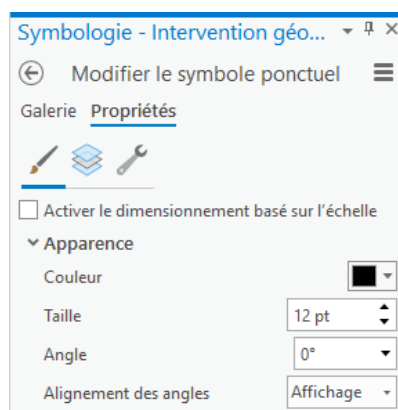 Symbologie - Intervention géo...
Modifier le symbole ponctuel
Galerie Propriétés
Activer le dimensionnement basé sur l'échelle
Apparence
Couleur
Taille 12 pt
Angle 0°
Alignement des angles Affichage